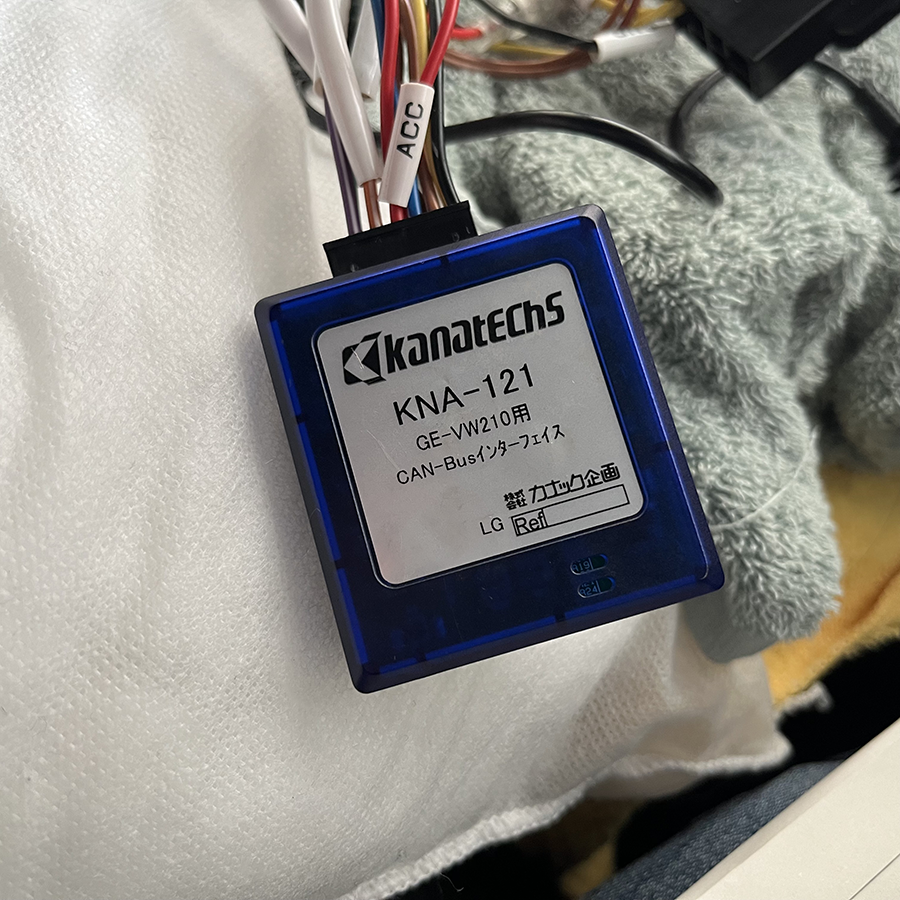 ACC
kanatechs
KNA-121
GE-VW210用
CAN-Busインターフェイス
株式会社 カナック企画
LG Ref